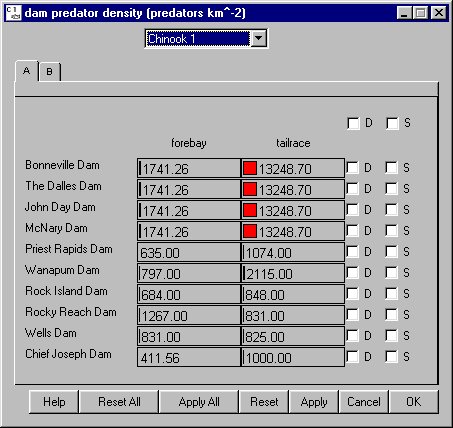 C 1
dam predator density (predators km^-2)
Chinook 1
A B
D S
forebay tailrace
Bonneville Dam 1741.26 13248.70 D S
The Dalles Dam 1741.26 13248.70 D S
John Day Dam 1741.26 13248.70 D S
McNary Dam 1741.26 13248.70 D S
Priest Rapids Dam 635.00 1074.00 D S
Wanapum Dam 797.00 2115.00 D S
Rock Island Dam 684.00 848.00 D S
Rocky Reach Dam 1267.00 831.00 D S
Wells Dam 831.00 825.00 D S
Chief Joseph Dam 411.56 1000.00 D S
Help Reset All Apply All Reset Apply Cancel OK